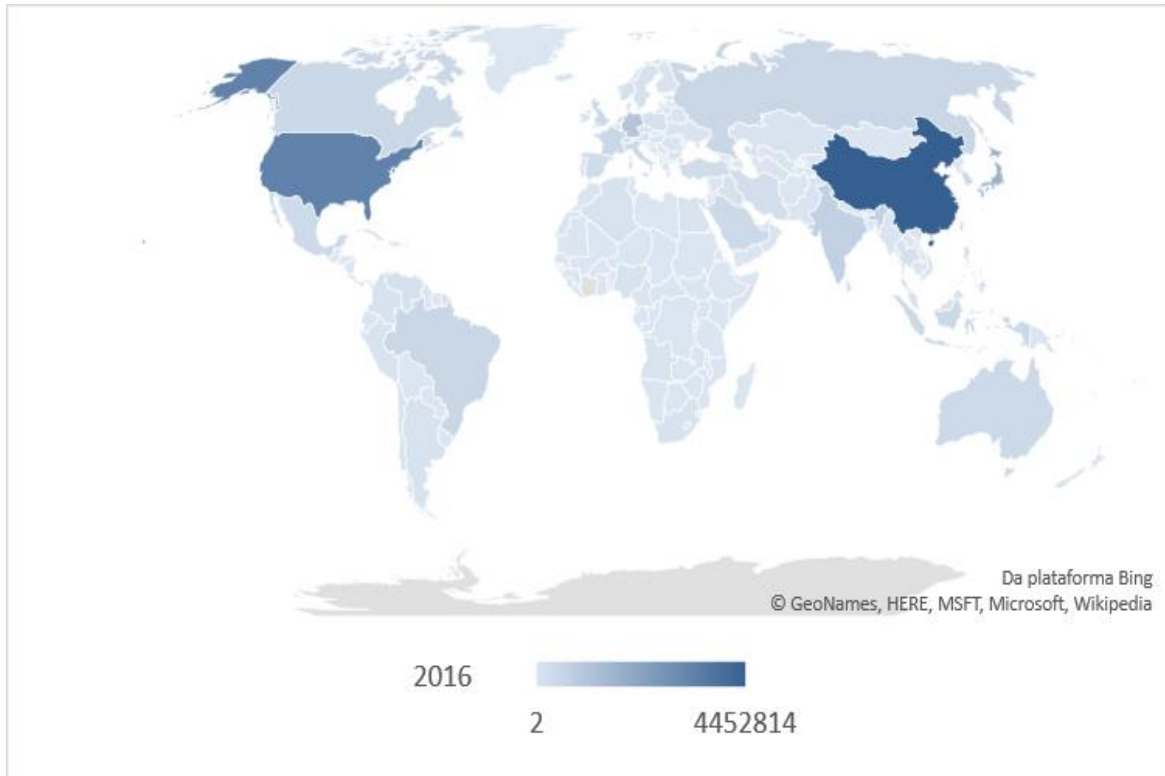 Da plataforma Bing
© GeoNames, HERE, MSFT, Microsoft, Wikipedia
2016
2 4452814